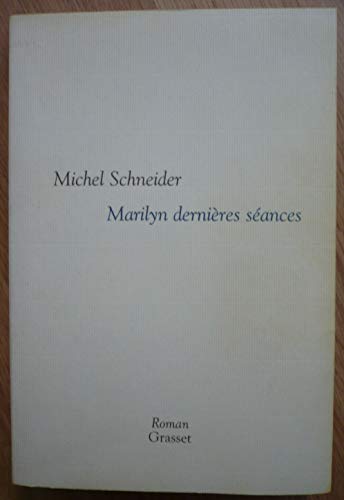 Michel Schneider
Marilyn dernières séances
Roman
Grasset